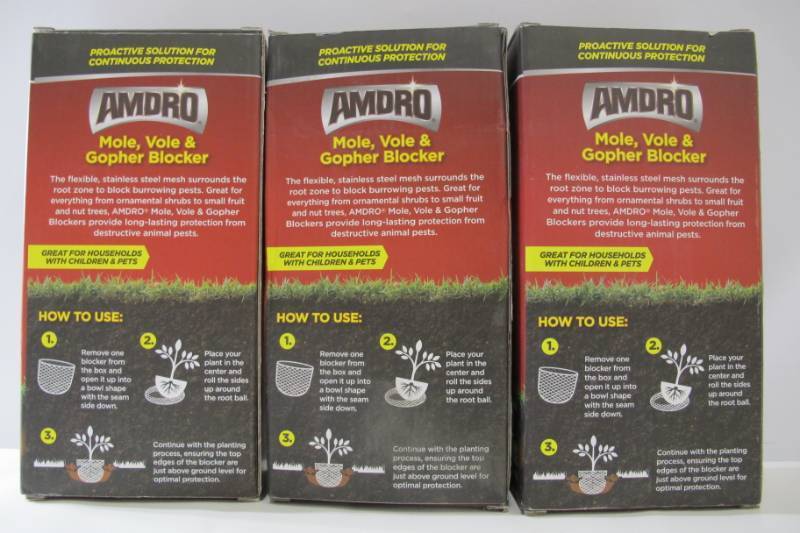 PROACTIVE SOLUTION FOR
CONTINUOUS PROTECTION
AMDRO®
Mole, Vole &
Gopher Blocker
The flexible, stainless steel mesh surrounds the
root zone to block burrowing pests. Great for
everything from ornamental shrubs to small fruit
and nut trees, AMDRO® Mole, Vole & Gopher
Blockers provide long-lasting protection from
destructive animal pests.
GREAT FOR HOUSEHOLDS
WITH CHILDREN & PETS
HOW TO USE:
1.
Remove one
blocker from
the box and
open it up into
a bowl shape
with the seam
side down.
2.
Place your
plant in the
center and
roll the sides
up around
the root ball.
3.
Continue with the planting
process, ensuring the top
edges of the blocker are
just above ground level for
optimal protection.
PROACTIVE SOLUTION FOR
CONTINUOUS PROTECTION
AMDRO®
Mole, Vole &
Gopher Blocker
The flexible, stainless steel mesh surrounds the
root zone to block burrowing pests. Great for
everything from ornamental shrubs to small fruit
and nut trees, AMDRO® Mole, Vole & Gopher
Blockers provide long-lasting protection from
destructive animal pests.
GREAT FOR HOUSEHOLDS
WITH CHILDREN & PETS
HOW TO USE:
1.
Remove one
blocker from
the box and
open it up into
a bowl shape
with the seam
side down.
2.
Place your
plant in the
center and
roll the sides
up around
the root ball.
3.
Continue with the planting
process, ensuring the top
edges of the blocker are
just above ground level for
optimal protection.
PROACTIVE SOLUTION FOR
CONTINUOUS PROTECTION
AMDRO®
Mole, Vole &
Gopher Blocker
The flexible, stainless steel mesh surrounds the
root zone to block burrowing pests. Great for
everything from ornamental shrubs to small fruit
and nut trees, AMDRO® Mole, Vole & Gopher
Blockers provide long-lasting protection from
destructive animal pests.
GREAT FOR HOUSEHOLDS
WITH CHILDREN & PETS
HOW TO USE:
1.
Remove one
blocker from
the box and
open it up into
a bowl shape
with the seam
side down.
2.
Place your
plant in the
center and
roll the sides
up around
the root ball.
3.
Continue with the planting
process, ensuring the top
edges of the blocker are
just above ground level for
optimal protection.